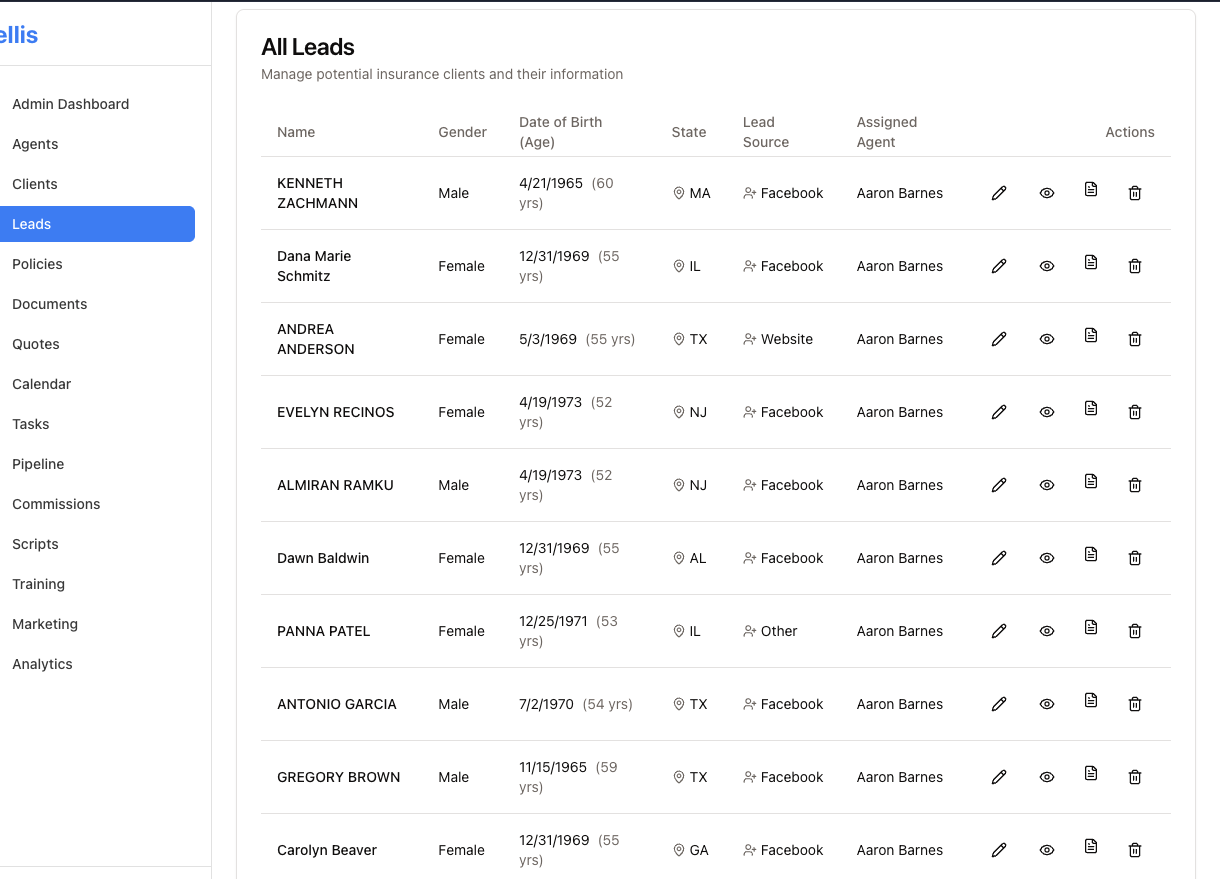 ellis
Admin Dashboard
Agents
Clients
Leads
Policies
Documents
Quotes
Calendar
Tasks
Pipeline
Commissions
Scripts
Training
Marketing
Analytics
All Leads
Manage potential insurance clients and their information
Name Gender Date of Birth (Age) State Lead Source Assigned Agent Actions
KENNETH ZACHMANN Male 4/21/1965 (60 yrs) MA Facebook Aaron Barnes
Dana Marie Schmitz Female 12/31/1969 (55 yrs) IL Facebook Aaron Barnes
ANDREA ANDERSON Female 5/3/1969 (55 yrs) TX Website Aaron Barnes
EVELYN RECINOS Female 4/19/1973 (52 yrs) NJ Facebook Aaron Barnes
ALMIRAN RAMKU Male 4/19/1973 (52 yrs) NJ Facebook Aaron Barnes
Dawn Baldwin Female 12/31/1969 (55 yrs) AL Facebook Aaron Barnes
PANNA PATEL Female 12/25/1971 (53 yrs) IL Other Aaron Barnes
ANTONIO GARCIA Male 7/2/1970 (54 yrs) TX Facebook Aaron Barnes
GREGORY BROWN Male 11/15/1965 (59 yrs) TX Facebook Aaron Barnes
Carolyn Beaver Female 12/31/1969 (55 yrs) GA Facebook Aaron Barnes